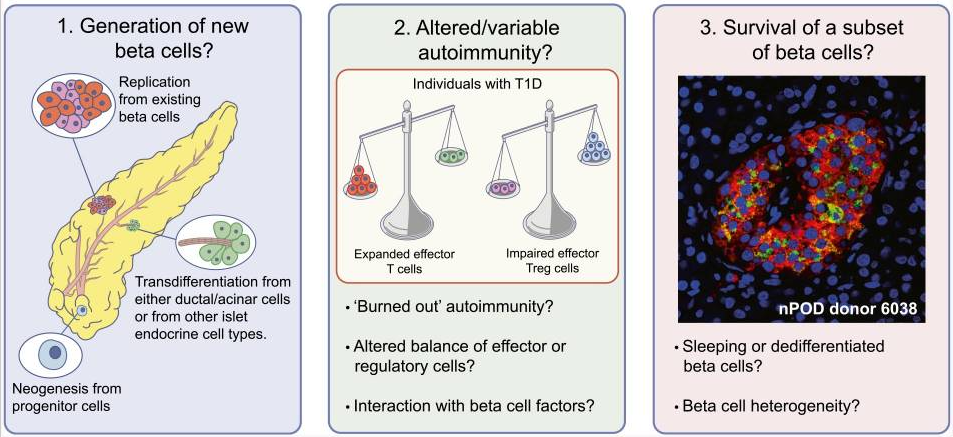 1. Generation of new
beta cells?
Replication
from existing
beta cells
Transdifferentiation from
either ductal/acinar cells
or from other islet
endocrine cell types.
Neogenesis from
progenitor cells
2. Altered/variable
autoimmunity?
Individuals with T1D
Expanded effector
T cells
Impaired effector
Treg cells
• ‘Burned out’ autoimmunity?
• Altered balance of effector or
regulatory cells?
• Interaction with beta cell factors?
3. Survival of a subset
of beta cells?
nPOD donor 6038
• Sleeping or dedifferentiated
beta cells?
• Beta cell heterogeneity?